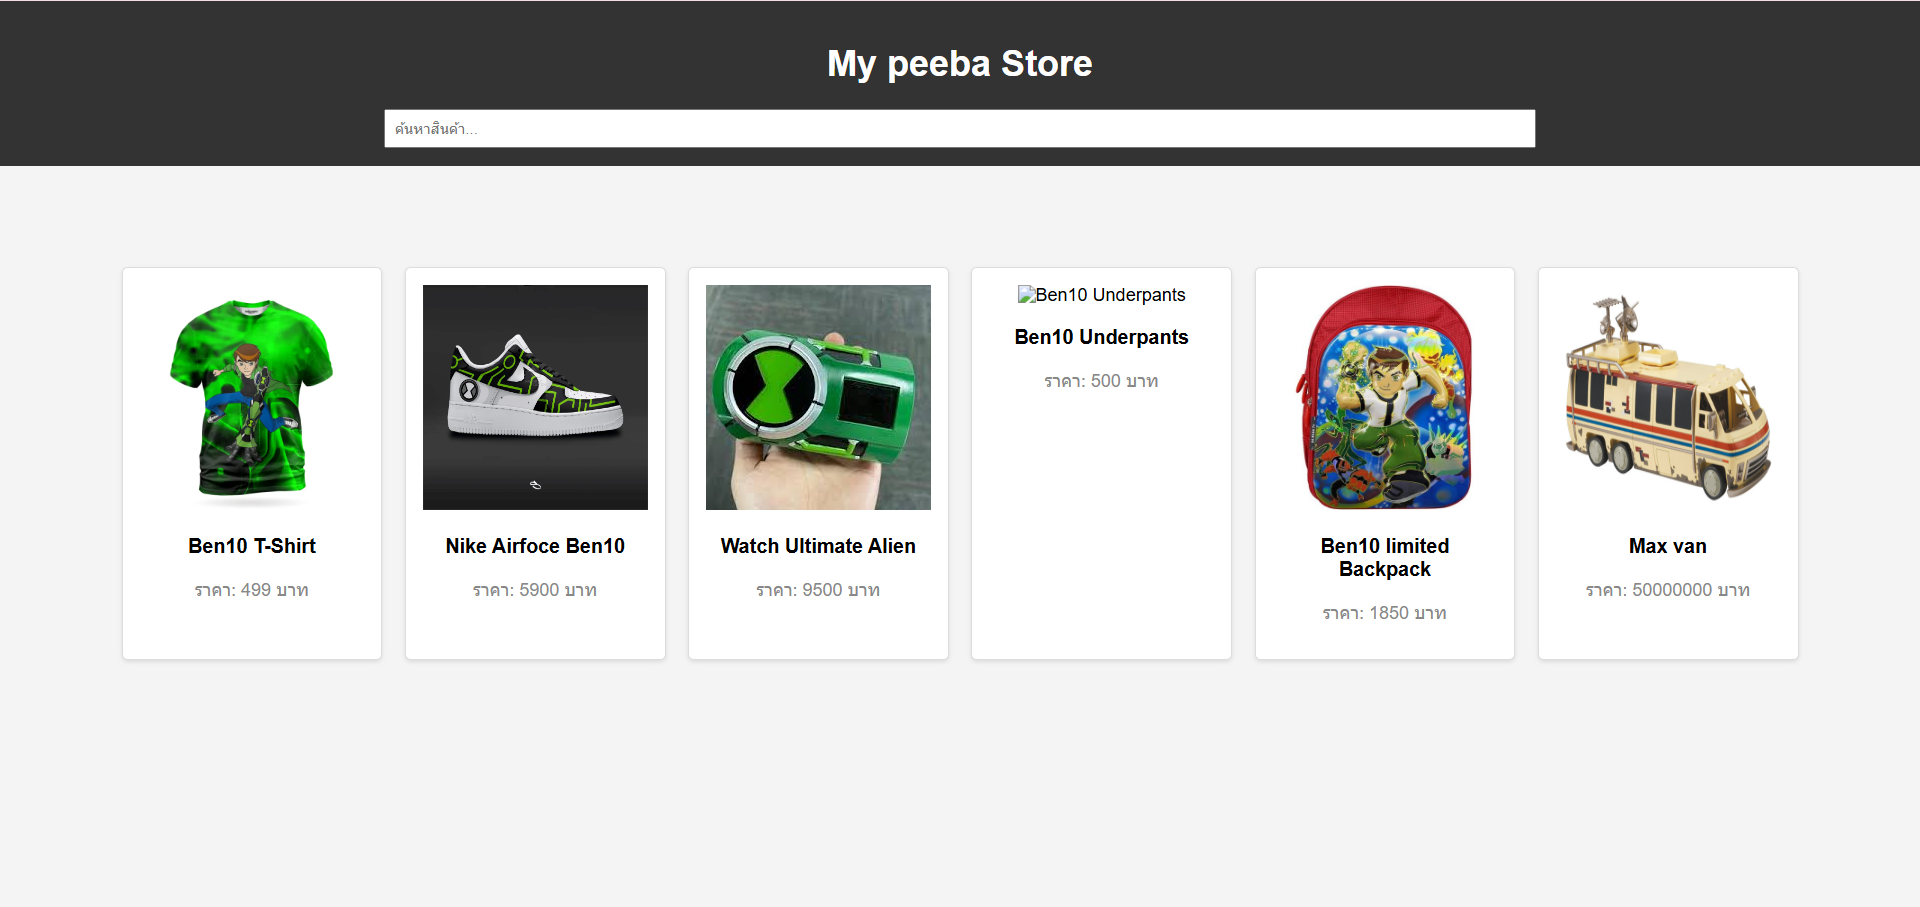 My peeba Store
ค้นหาสินค้า...
Ben10 T-Shirt
ราคา: 499 บาท
Nike Airfoce Ben10
ราคา: 5900 บาท
Watch Ultimate Alien
ราคา: 9500 บาท
Ben10 Underpants
Ben10 Underpants
ราคา: 500 บาท
Ben10 limited
Backpack
ราคา: 1850 บาท
Max van
ราคา: 50000000 บาท